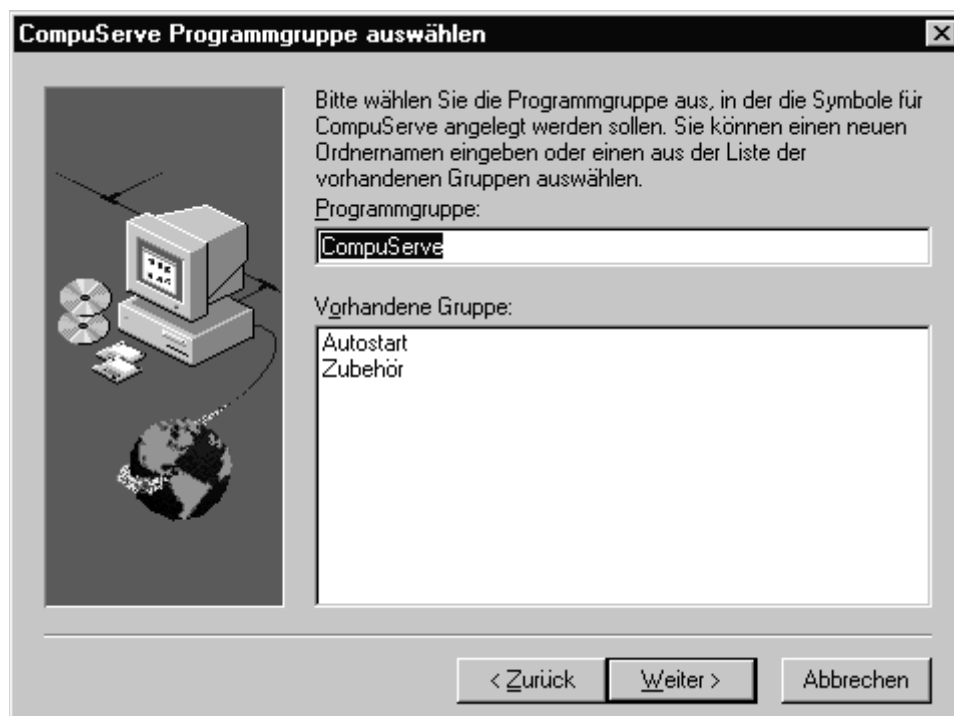 CompuServe Programmgruppe auswählen
Bitte wählen Sie die Programmgruppe aus, in der die Symbole für
CompuServe angelegt werden sollen. Sie können einen neuen
Ordnernamen eingeben oder einen aus der Liste der
vorhandenen Gruppen auswählen.
Programmgruppe:
CompuServe
Vorhandene Gruppe:
Autostart
Zubehör
< Zurück
Weiter >
Abbrechen